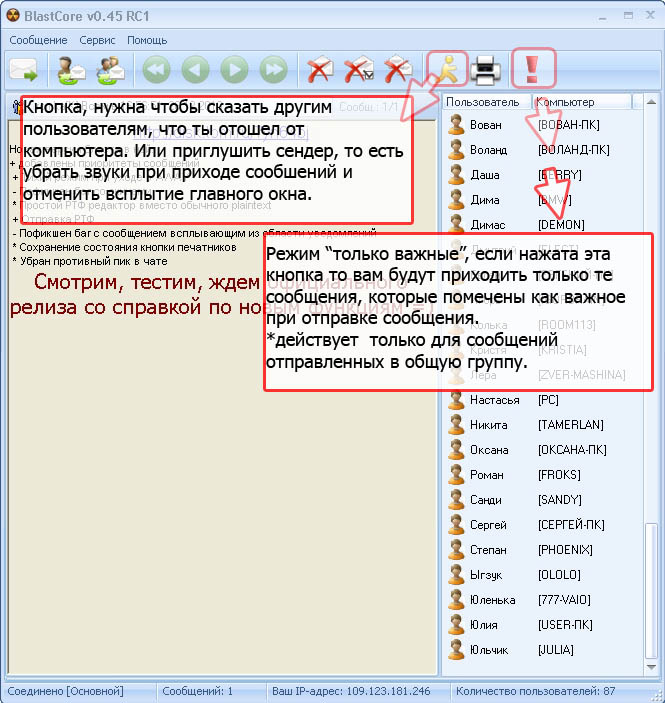 BlastCore v0.45 RC1
Сообщение Сервис Помощь
Сообщ.: 1/1
Кнопка, нужна чтобы сказать другим
пользователям, что ты отошел от
компьютера. Или приглушить сендер, то есть
убрать звуки при приходе сообшений и
отменить всплытие главного окна.
+ добавлены приоритеты сообщений
* Простой РТФ редактор вместо обычного plaintext
+ Отправка РТФ
- Пофикшен баг с сообщением всплывающим из области уведомлений
* Сохранение состояния кнопки печатников
* Убран противный пик в чате
Смотрим, тестим, ждем официального
релиза со справкой по новым функциям =)
Режим “только важные”, если нажата эта
кнопка то вам будут приходить только те
сообщения, которые помечены как важное
при отправке сообщения.
*действует только для сообщений
отправленных в общую группу.
Пользователь Компьютер
Вован [ВОВАН-ПК]
Воланд [ВОЛАНД-ПК]
Даша [BERRY]
Дима [BMW]
Димас [DEMON]
Колька [ROOM113]
Кристя [KRISTIA]
Лера [ZVER-MASHINA]
Настасья [PC]
Никита [TAMERLAN]
Оксана [ОКСАНА-ПК]
Роман [FROKS]
Санди [SANDY]
Сергей [СЕРГЕЙ-ПК]
Степан [PHOENIX]
Ыгзук [OLOLO]
Юленька [777-VAIO]
Юлия [USER-ПК]
Юльчик [JULIA]
Соединено [Основной] Сообщений: 1 Ваш IP-адрес: 109.123.181.246 Количество пользователей: 87